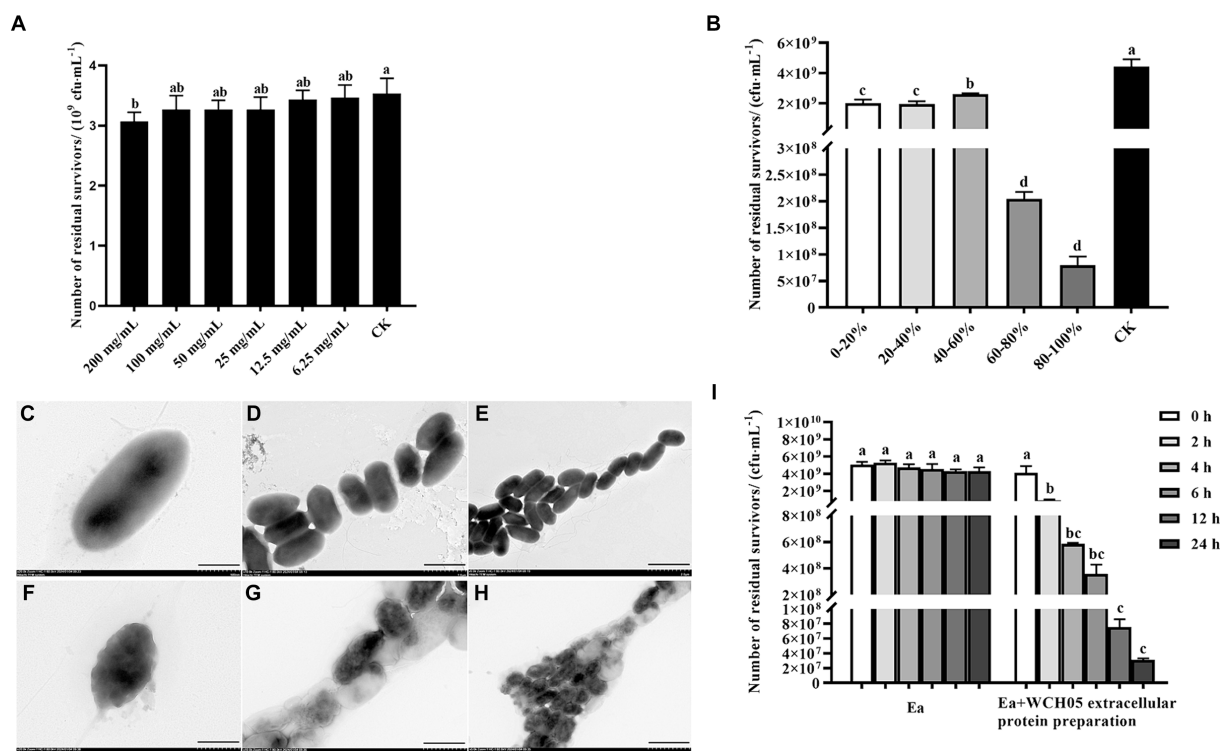 A
Number of residual survivors/ (10⁹ cfu·mL⁻¹)
4
3
2
1
0
b
ab
ab
ab
ab
ab
a
200 mg/mL
100 mg/mL
50 mg/mL
25 mg/mL
12.5 mg/mL
6.25 mg/mL
CK
B
Number of residual survivors/ (cfu·mL⁻¹)
6×10⁹
4×10⁹
2×10⁹
3×10⁸
2.5×10⁸
2×10⁸
1.5×10⁸
1×10⁸
5×10⁷
0
c
c
b
d
d
a
0-20%
20-40%
40-60%
60-80%
80-100%
CK
C
D
E
F
G
H
I
Number of residual survivors/ (cfu·mL⁻¹)
1×10¹⁰
8×10⁹
6×10⁹
4×10⁹
2×10⁹
8×10⁸
6×10⁸
4×10⁸
2×10⁸
1×10⁸
8×10⁷
6×10⁷
4×10⁷
2×10⁷
0
a
a
a
a
a
a
a
b
bc
bc
c
c
Ea
Ea+WCH05 extracellular
protein preparation
0 h
2 h
4 h
6 h
12 h
24 h